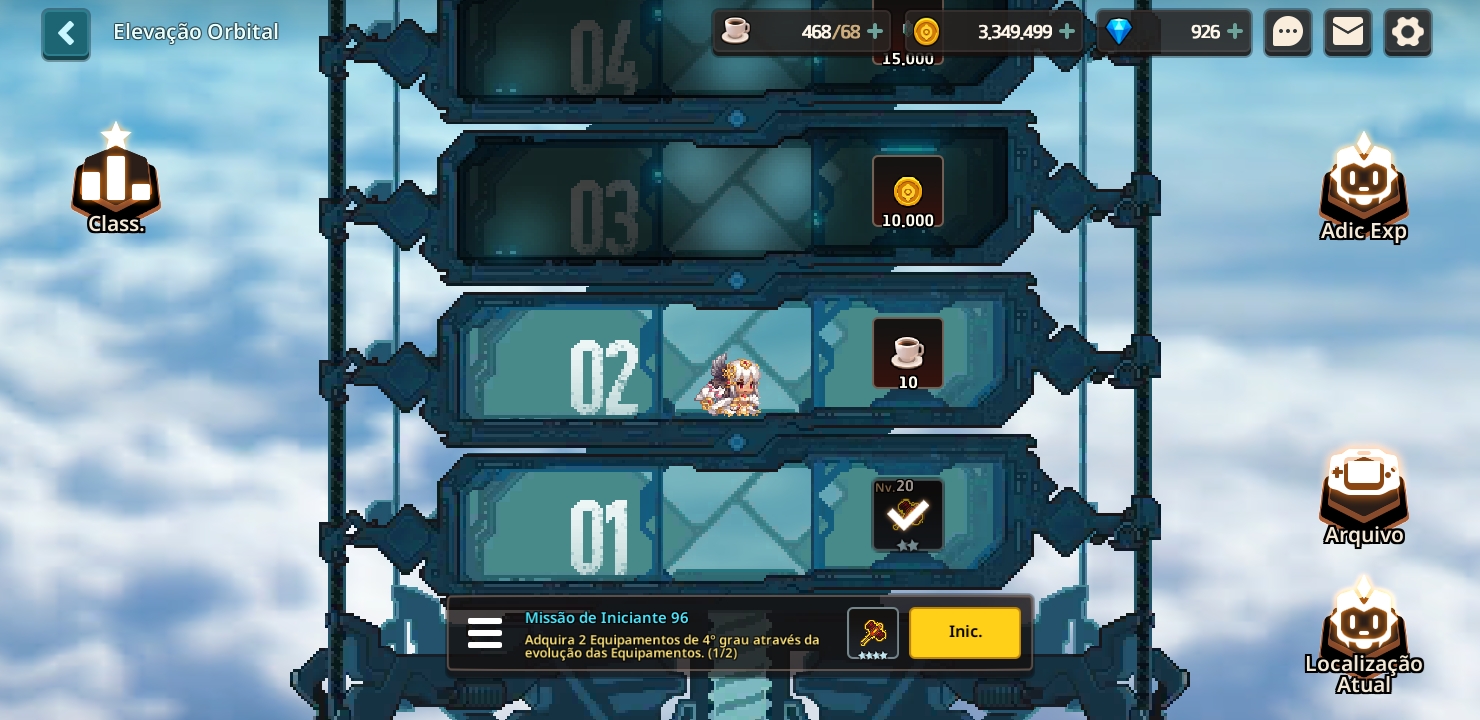 Elevação Orbital
468/68
3,349,499
926
04
15,000
Class.
03
10,000
Adic Exp
02
10
01
Nv.20
Arquivo
Missão de Iniciante 96
Adquira 2 Equipamentos de 4º grau através da
evolução das Equipamentos. (1/2)
Inic.
Localização
Atual